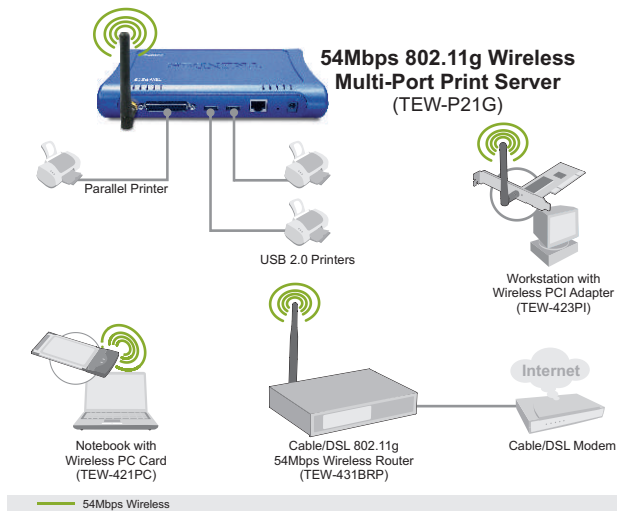 54Mbps 802.11g Wireless
Multi-Port Print Server
(TEW-P21G)
Parallel Printer
USB 2.0 Printers
Workstation with
Wireless PCI Adapter
(TEW-423PI)
Internet
Notebook with
Wireless PC Card
(TEW-421PC)
Cable/DSL 802.11g
54Mbps Wireless Router
(TEW-431BRP)
Cable/DSL Modem
54Mbps Wireless